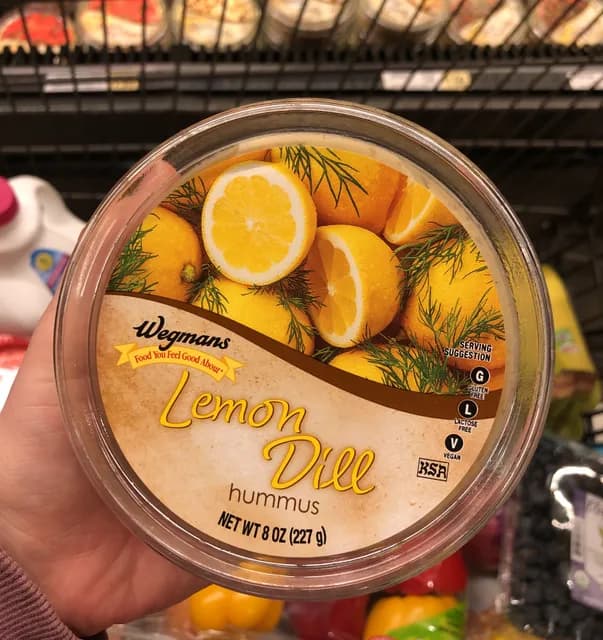 Wegmans
Food You Feel Good About
Lemon
Dill
hummus
NET WT 8 OZ (227 g)
SERVING
SUGGESTION
G
GLUTEN
FREE
L
LACTOSE
FREE
V
VEGAN
KSA